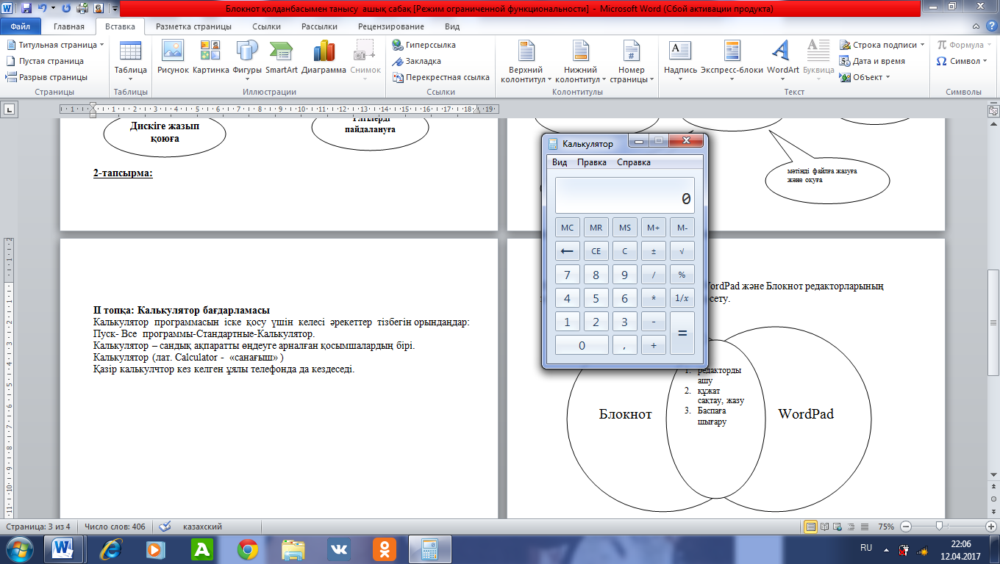 Блокнот қолданбасымен танысу ашық сабақ [Режим ограниченной функциональности] - Microsoft Word (Сбой активации продукта)
Файл Главная Вставка Разметка страницы Ссылки Рассылки Рецензирование Вид
Титульная страница
Пустая страница
Разрыв страницы
Страницы
Таблица
Таблицы
Рисунок Картинка Фигуры SmartArt Диаграмма Снимок
Иллюстрации
Гиперссылка
Закладка
Перекрестная ссылка
Ссылки
Верхний колонтитул
Нижний колонтитул
Номер страницы
Колонтитулы
Надпись Экспресс-блоки WordArt Буквица
Строка подписи
Дата и время
Объект
Текст
Формула
Символ
Символы
Дискіге жазып
қоюға
пайдалануға
2-тапсырма:
мәтінді файлға жазуға
және оқуға
ІІ топқа: Калькулятор бағдарламасы
Калькулятор программасын іске қосу үшін келесі әрекеттер тізбегін орындаңдар:
Пуск- Все программы-Стандартные-Калькулятор.
Калькулятор – сандық ақпаратты өңдеуге арналған қосымшалардың бірі.
Калькулятор (лат. Calculator - «санағыш» )
Қазір калькулчтор кез келген ұялы телефонда да кездеседі.
Калькулятор
Вид Правка Справка
0
MC MR MS M+ M-
← CE C ± √
7 8 9 / %
4 5 6 * 1/x
1 2 3 - =
0 , +
WordPad және Блокнот редакторларының
сету.
Блокнот
1. редакторды
ашу
2. құжат
сақтау, жазу
3. Баспаға
шығару
WordPad
Страница: 3 из 4 Число слов: 406 казахский 75%
RU 22:06
12.04.2017